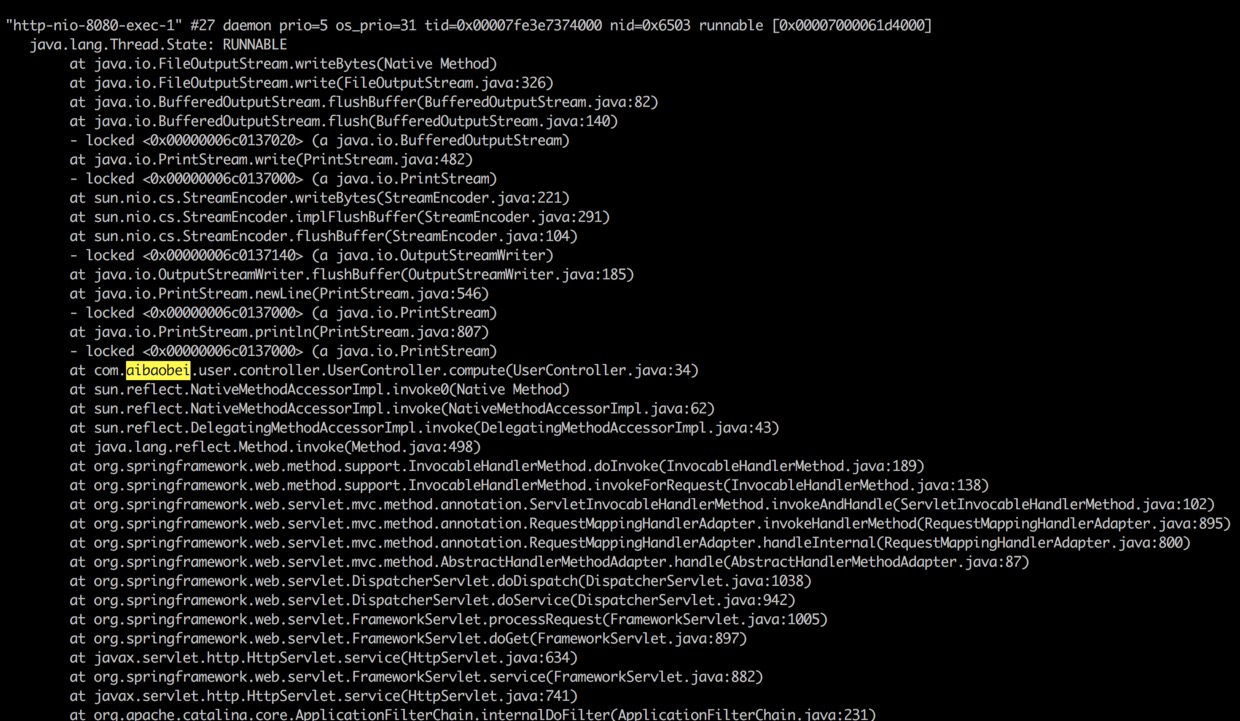 "http-nio-8080-exec-1" #27 daemon prio=5 os_prio=31 tid=0x00007fe3e7374000 nid=0x6503 runnable [0x00007000061d4000]
java.lang.Thread.State: RUNNABLE
at java.io.FileOutputStream.writeBytes(Native Method)
at java.io.FileOutputStream.write(FileOutputStream.java:326)
at java.io.BufferedOutputStream.flushBuffer(BufferedOutputStream.java:82)
at java.io.BufferedOutputStream.flush(BufferedOutputStream.java:140)
- locked <0x00000006c0137020> (a java.io.BufferedOutputStream)
at java.io.PrintStream.write(PrintStream.java:482)
- locked <0x00000006c0137000> (a java.io.PrintStream)
at sun.nio.cs.StreamEncoder.writeBytes(StreamEncoder.java:221)
at sun.nio.cs.StreamEncoder.implFlushBuffer(StreamEncoder.java:291)
at sun.nio.cs.StreamEncoder.flushBuffer(StreamEncoder.java:104)
- locked <0x00000006c0137140> (a java.io.OutputStreamWriter)
at java.io.OutputStreamWriter.flushBuffer(OutputStreamWriter.java:185)
at java.io.PrintStream.newLine(PrintStream.java:546)
- locked <0x00000006c0137000> (a java.io.PrintStream)
at java.io.PrintStream.println(PrintStream.java:807)
- locked <0x00000006c0137000> (a java.io.PrintStream)
at com.aibaobei.user.controller.UserController.compute(UserController.java:34)
at sun.reflect.NativeMethodAccessorImpl.invoke0(Native Method)
at sun.reflect.NativeMethodAccessorImpl.invoke(NativeMethodAccessorImpl.java:62)
at sun.reflect.DelegatingMethodAccessorImpl.invoke(DelegatingMethodAccessorImpl.java:43)
at java.lang.reflect.Method.invoke(Method.java:498)
at org.springframework.web.method.support.InvocableHandlerMethod.doInvoke(InvocableHandlerMethod.java:189)
at org.springframework.web.method.support.InvocableHandlerMethod.invokeForRequest(InvocableHandlerMethod.java:138)
at org.springframework.web.servlet.mvc.method.annotation.ServletInvocableHandlerMethod.invokeAndHandle(ServletInvocableHandlerMethod.java:102)
at org.springframework.web.servlet.mvc.method.annotation.RequestMappingHandlerAdapter.invokeHandlerMethod(RequestMappingHandlerAdapter.java:895)
at org.springframework.web.servlet.mvc.method.annotation.RequestMappingHandlerAdapter.handleInternal(RequestMappingHandlerAdapter.java:800)
at org.springframework.web.servlet.mvc.method.AbstractHandlerMethodAdapter.handle(AbstractHandlerMethodAdapter.java:87)
at org.springframework.web.servlet.DispatcherServlet.doDispatch(DispatcherServlet.java:1038)
at org.springframework.web.servlet.DispatcherServlet.doService(DispatcherServlet.java:942)
at org.springframework.web.servlet.FrameworkServlet.processRequest(FrameworkServlet.java:1005)
at org.springframework.web.servlet.FrameworkServlet.doGet(FrameworkServlet.java:897)
at javax.servlet.http.HttpServlet.service(HttpServlet.java:634)
at org.springframework.web.servlet.FrameworkServlet.service(FrameworkServlet.java:882)
at javax.servlet.http.HttpServlet.service(HttpServlet.java:741)
at org.apache.catalina.core.ApplicationFilterChain.internalDoFilter(ApplicationFilterChain.java:231)